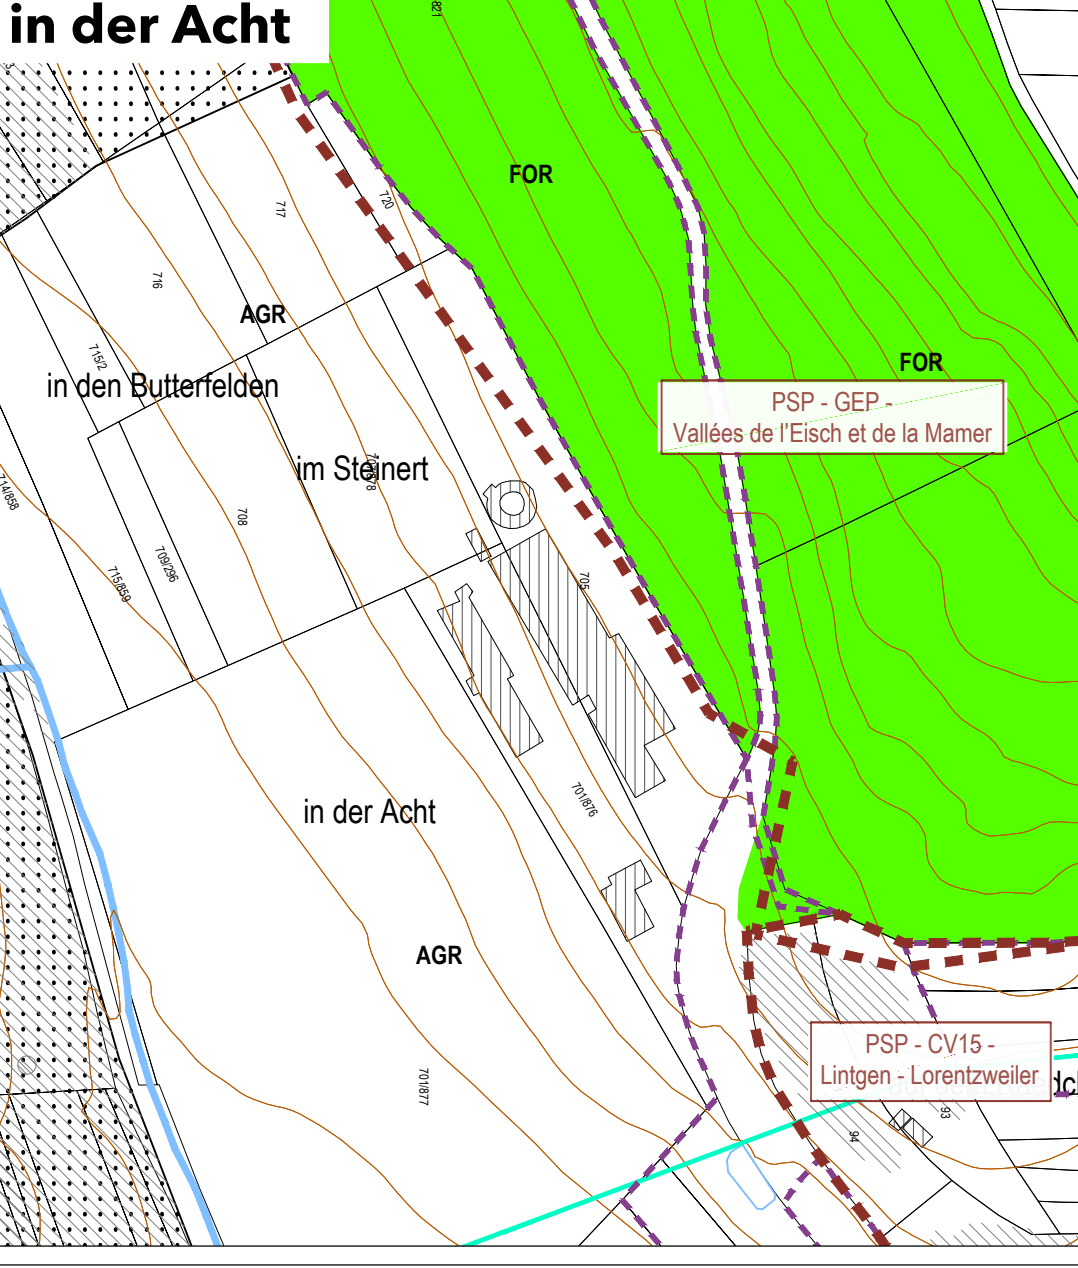 in der Acht
821
FOR
720
717
716
AGR
715/2
in den Butterfelden
FOR
PSP - GEP -
Vallées de l'Eisch et de la Mamer
im Steinert
714/858
708
709/296
715/859
705
701/876
in der Acht
AGR
701/877
PSP - CV15 -
Lintgen - Lorentzweiler
93
94